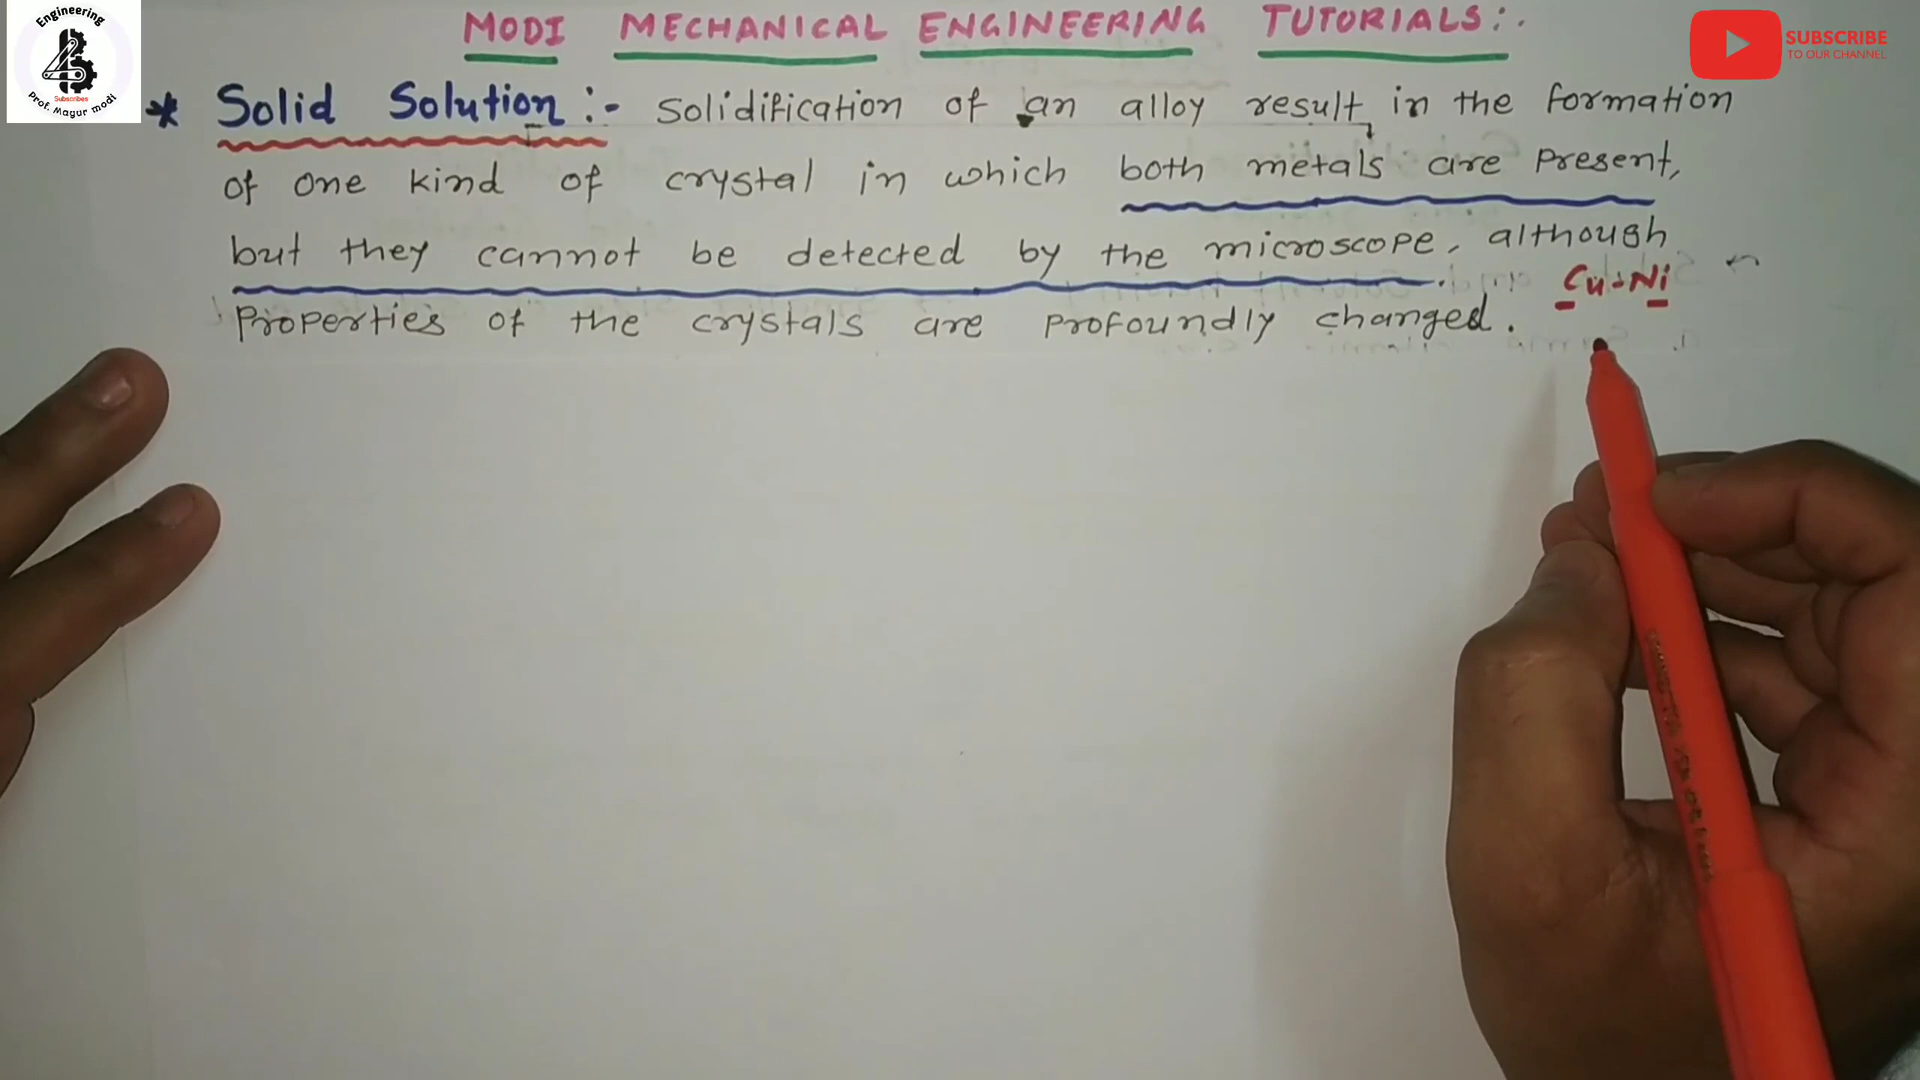 Engineering
Subscribes
Prof. Mayur modi
MODI MECHANICAL ENGINEERING TUTORIALS:.
SUBSCRIBE
TO OUR CHANNEL
* Solid Solution :- Solidification of an alloy result in the formation
of one kind of crystal in which both metals are present,
but they cannot be detected by the microscope, although
Cu-Ni
Properties of the crystals are profoundly changed.